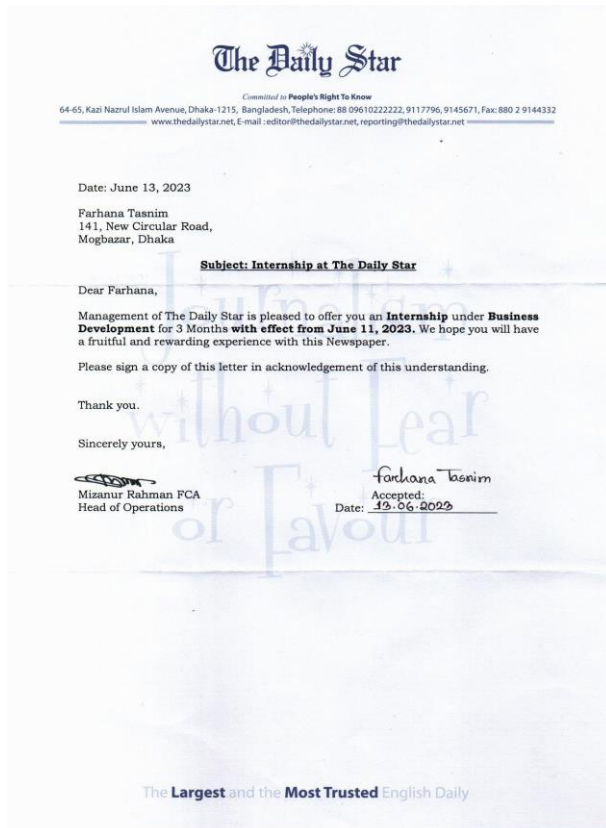 The Daily Star
Committed to People's Right To Know
64-65, Kazi Nazrul Islam Avenue, Dhaka-1215, Bangladesh, Telephone: 88 09610222222, 9117796, 9145671, Fax: 880 2 9144332
www.thedailystar.net, E-mail : editor@thedailystar.net, reporting@thedailystar.net
Date: June 13, 2023
Farhana Tasnim
141, New Circular Road,
Mogbazar, Dhaka
Subject: Internship at The Daily Star
Dear Farhana,
Management of The Daily Star is pleased to offer you an Internship under Business
Development for 3 Months with effect from June 11, 2023. We hope you will have
a fruitful and rewarding experience with this Newspaper.
Please sign a copy of this letter in acknowledgement of this understanding.
Thank you.
Sincerely yours,
Farhana Tasnim
Mizanur Rahman FCA
Head of Operations
Accepted:
Date: 13.06.2023
Journalism
without Fear
or Favour
The Largest and the Most Trusted English Daily